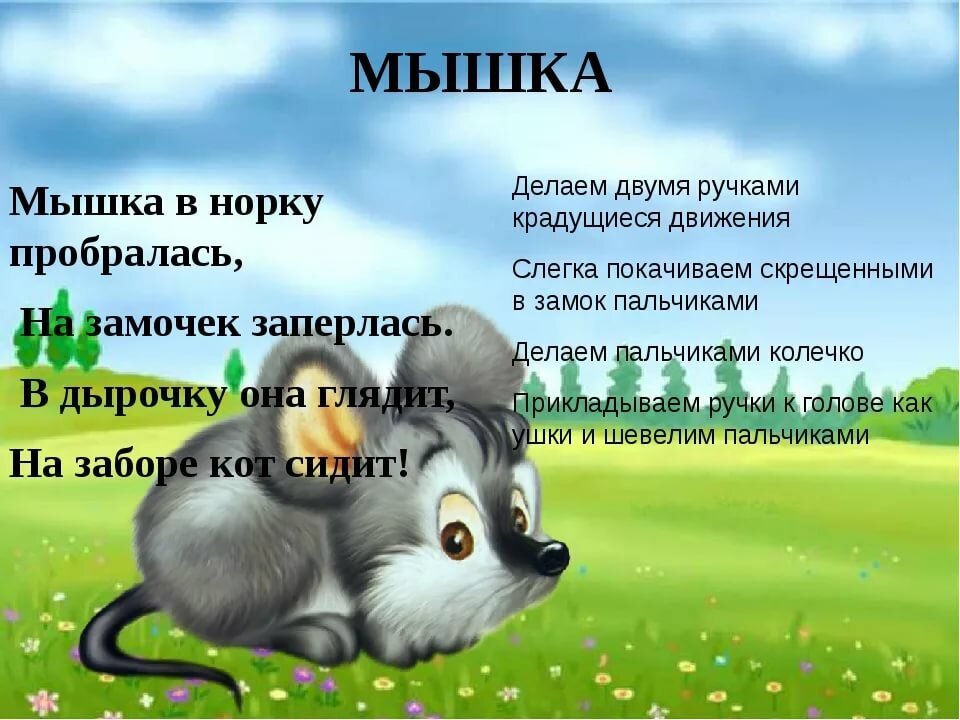 МЫШКА
Мышка в норку
пробралась,
На замочек заперлась.
В дырочку она глядит,
На заборе кот сидит!
Делаем двумя ручками
крадущиеся движения
Слегка покачиваем скрещенными
в замок пальчиками
Делаем пальчиками колечко
Прикладываем ручки к голове как
ушки и шевелим пальчиками